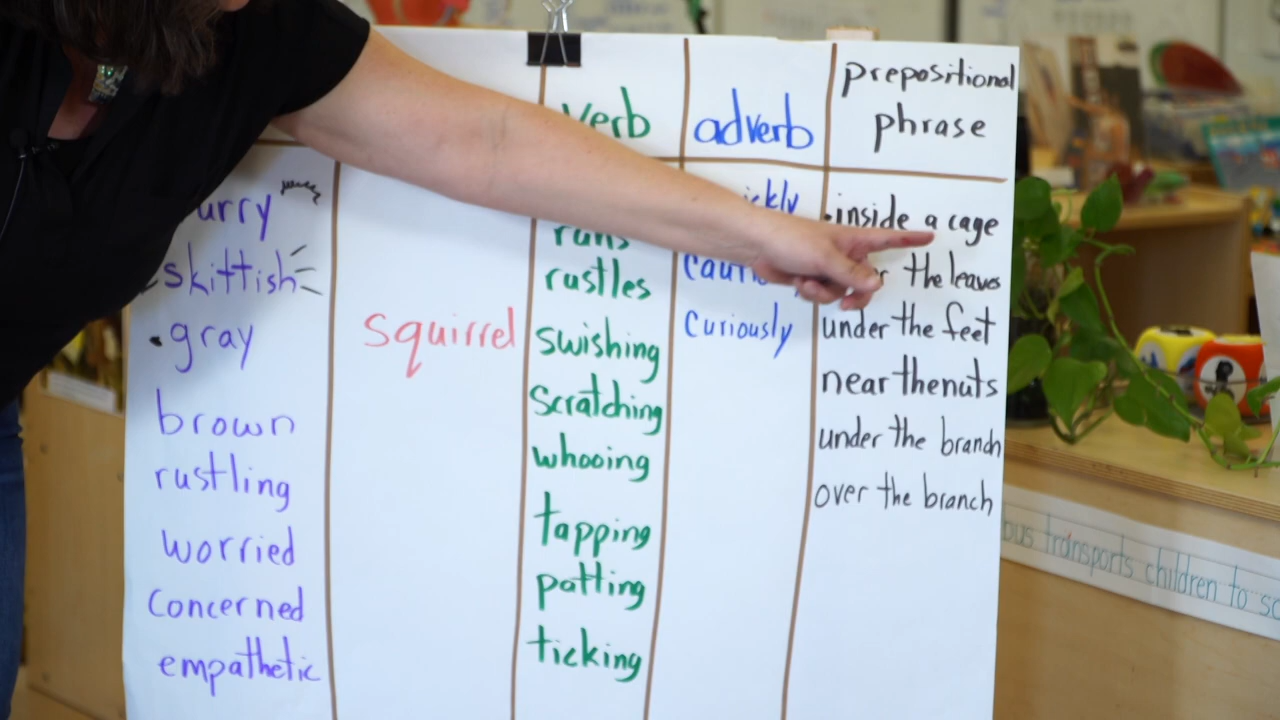 verb
adverb
prepositional
phrase
skittish
gray
brown
rustling
worried
concerned
empathetic
squirrel
runs
rustles
swishing
scratching
whooing
tapping
patting
ticking
curiously
inside a cage
the leaves
under the feet
near the nuts
under the branch
over the branch
transports children to